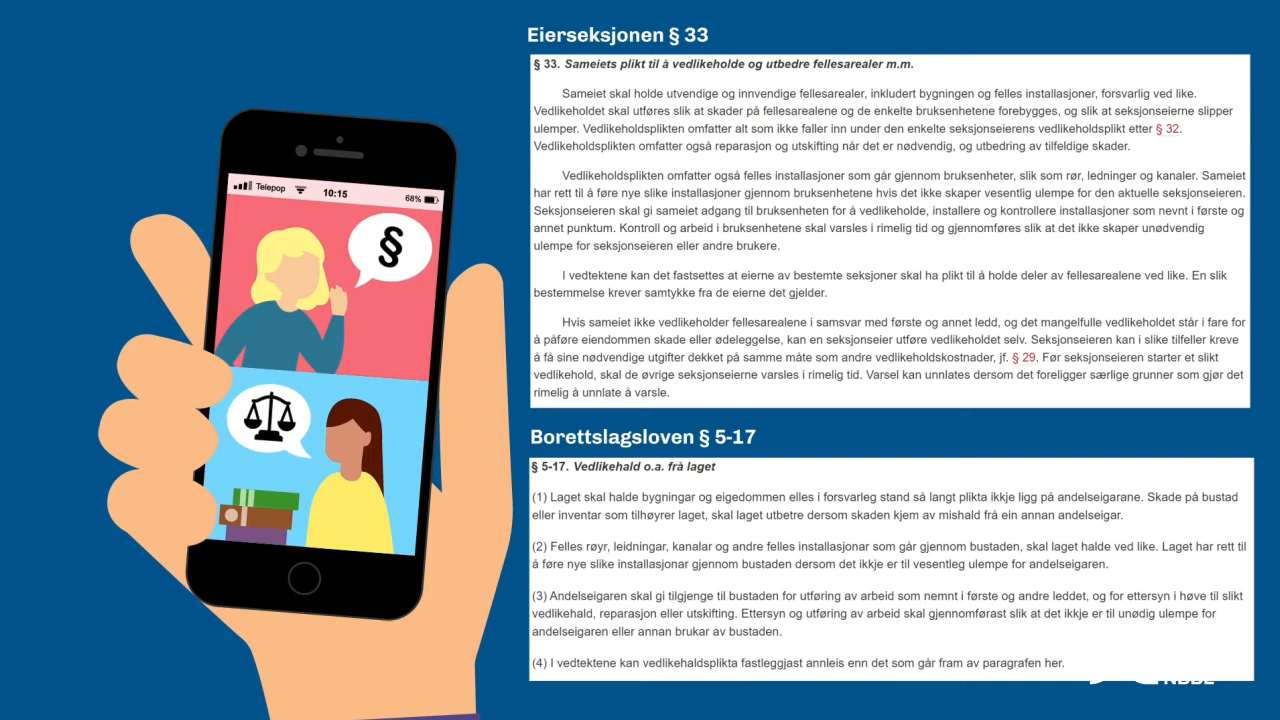 Eierseksjonen § 33
§ 33. Sameiets plikt til å vedlikeholde og utbedre fellesarealer m.m.
Sameiet skal holde utvendige og innvendige fellesarealer, inkludert bygningen og felles installasjoner, forsvarlig ved like.
Vedlikeholdet skal utføres slik at skader på fellesarealene og de enkelte bruksenhetene forebygges, og slik at seksjonseierne slipper
ulemper. Vedlikeholdsplikten omfatter alt som ikke faller inn under den enkelte seksjonseierens vedlikeholdsplikt etter § 32.
Vedlikeholdsplikten omfatter også reparasjon og utskifting når det er nødvendig, og utbedring av tilfeldige skader.
Vedlikeholdsplikten omfatter også felles installasjoner som går gjennom bruksenheter, slik som rør, ledninger og kanaler. Sameiet
har rett til å føre nye slike installasjoner gjennom bruksenhetene hvis det ikke skaper vesentlig ulempe for den aktuelle seksjonseieren.
Seksjonseieren skal gi sameiet adgang til bruksenheten for å vedlikeholde, installere og kontrollere installasjoner som nevnt i første og
annet punktum. Kontroll og arbeid i bruksenhetene skal varsles i rimelig tid og gjennomføres slik at det ikke skaper unødvendig
ulempe for seksjonseieren eller andre brukere.
I vedtektene kan det fastsettes at eierne av bestemte seksjoner skal ha plikt til å holde deler av fellesarealene ved like. En slik
bestemmelse krever samtykke fra de eierne det gjelder.
Hvis sameiet ikke vedlikeholder fellesarealene i samsvar med første og annet ledd, og det mangelfulle vedlikeholdet står i fare for
å påføre eiendommen skade eller ødeleggelse, kan en seksjonseier utføre vedlikeholdet selv. Seksjonseieren kan i slike tilfeller kreve
å få sine nødvendige utgifter dekket på samme måte som andre vedlikeholdskostnader, jf. § 29. Før seksjonseieren starter et slikt
vedlikehold, skal de øvrige seksjonseierne varsles i rimelig tid. Varsel kan unnlates dersom det foreligger særlige grunner som gjør det
rimelig å unnlate å varsle.
Telepop 10:15 68%
§
Borettslagsloven § 5-17
§ 5-17. Vedlikehald o.a. frå laget
(1) Laget skal halde bygningar og eigedommen elles i forsvarleg stand så langt plikta ikkje ligg på andelseigarane. Skade på bustad
eller inventar som tilhøyrer laget, skal laget utbetre dersom skaden kjem av mishald frå ein annan andelseigar.
(2) Felles røyr, leidningar, kanalar og andre felles installasjonar som går gjennom bustaden, skal laget halde ved like. Laget har rett til
å føre nye slike installasjonar gjennom bustaden dersom det ikkje er til vesentleg ulempe for andelseigaren.
(3) Andelseigaren skal gi tilgjenge til bustaden for utføring av arbeid som nemnt i første og andre leddet, og for ettersyn i høve til slikt
vedlikehald, reparasjon eller utskifting. Ettersyn og utføring av arbeid skal gjennomførast slik at det ikkje er til unødig ulempe for
andelseigaren eller annan brukar av bustaden.
(4) I vedtektene kan vedlikehaldsplikta fastleggjast annleis enn det som går fram av paragrafen her.